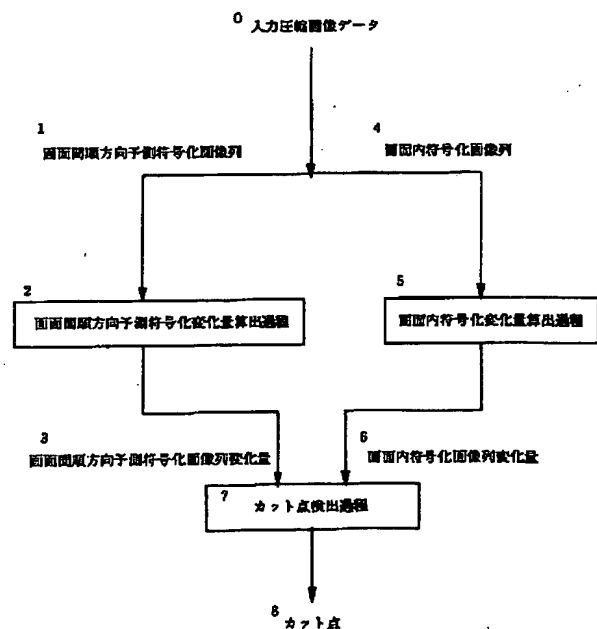 0 入力圧縮画像データ
1
画面間順方向予測符号化画像列
4
画面内符号化画像列
2
画面間順方向予測符号化変化量算出過程
5
画面内符号化変化量算出過程
3
画面間順方向予測符号化画像列変化量
6
画面内符号化画像列変化量
7
カット点検出過程
8 カット点